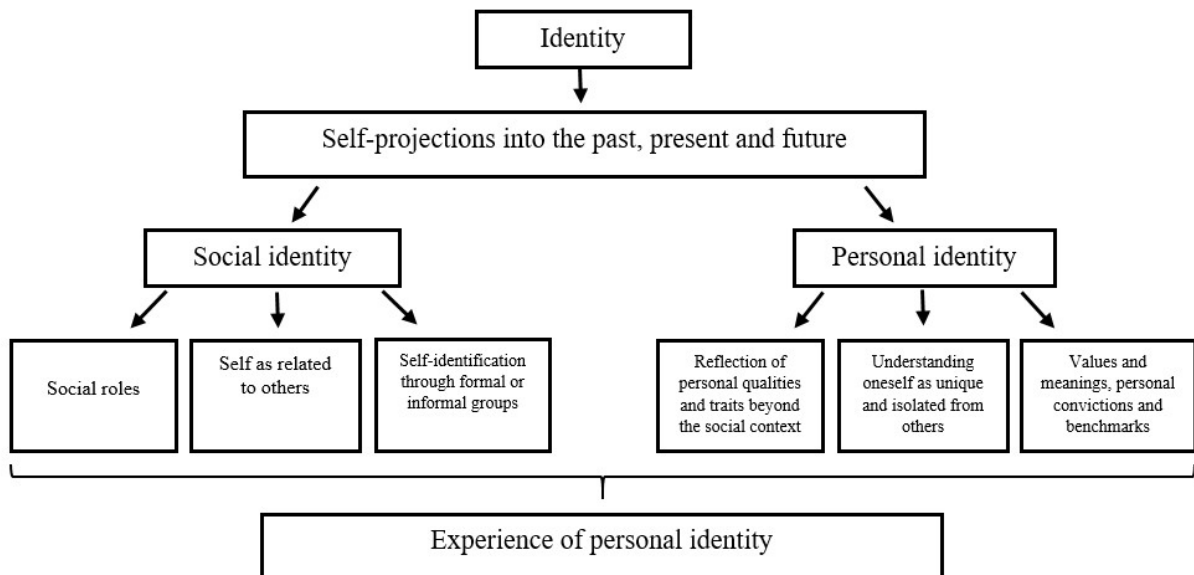 Identity
Self-projections into the past, present and future
Social identity
Personal identity
Social roles
Self as related
to others
Self-identification
through formal or
informal groups
Reflection of
personal qualities
and traits beyond
the social context
Understanding
oneself as unique
and isolated from
others
Values and
meanings, personal
convictions and
benchmarks
Experience of personal identity